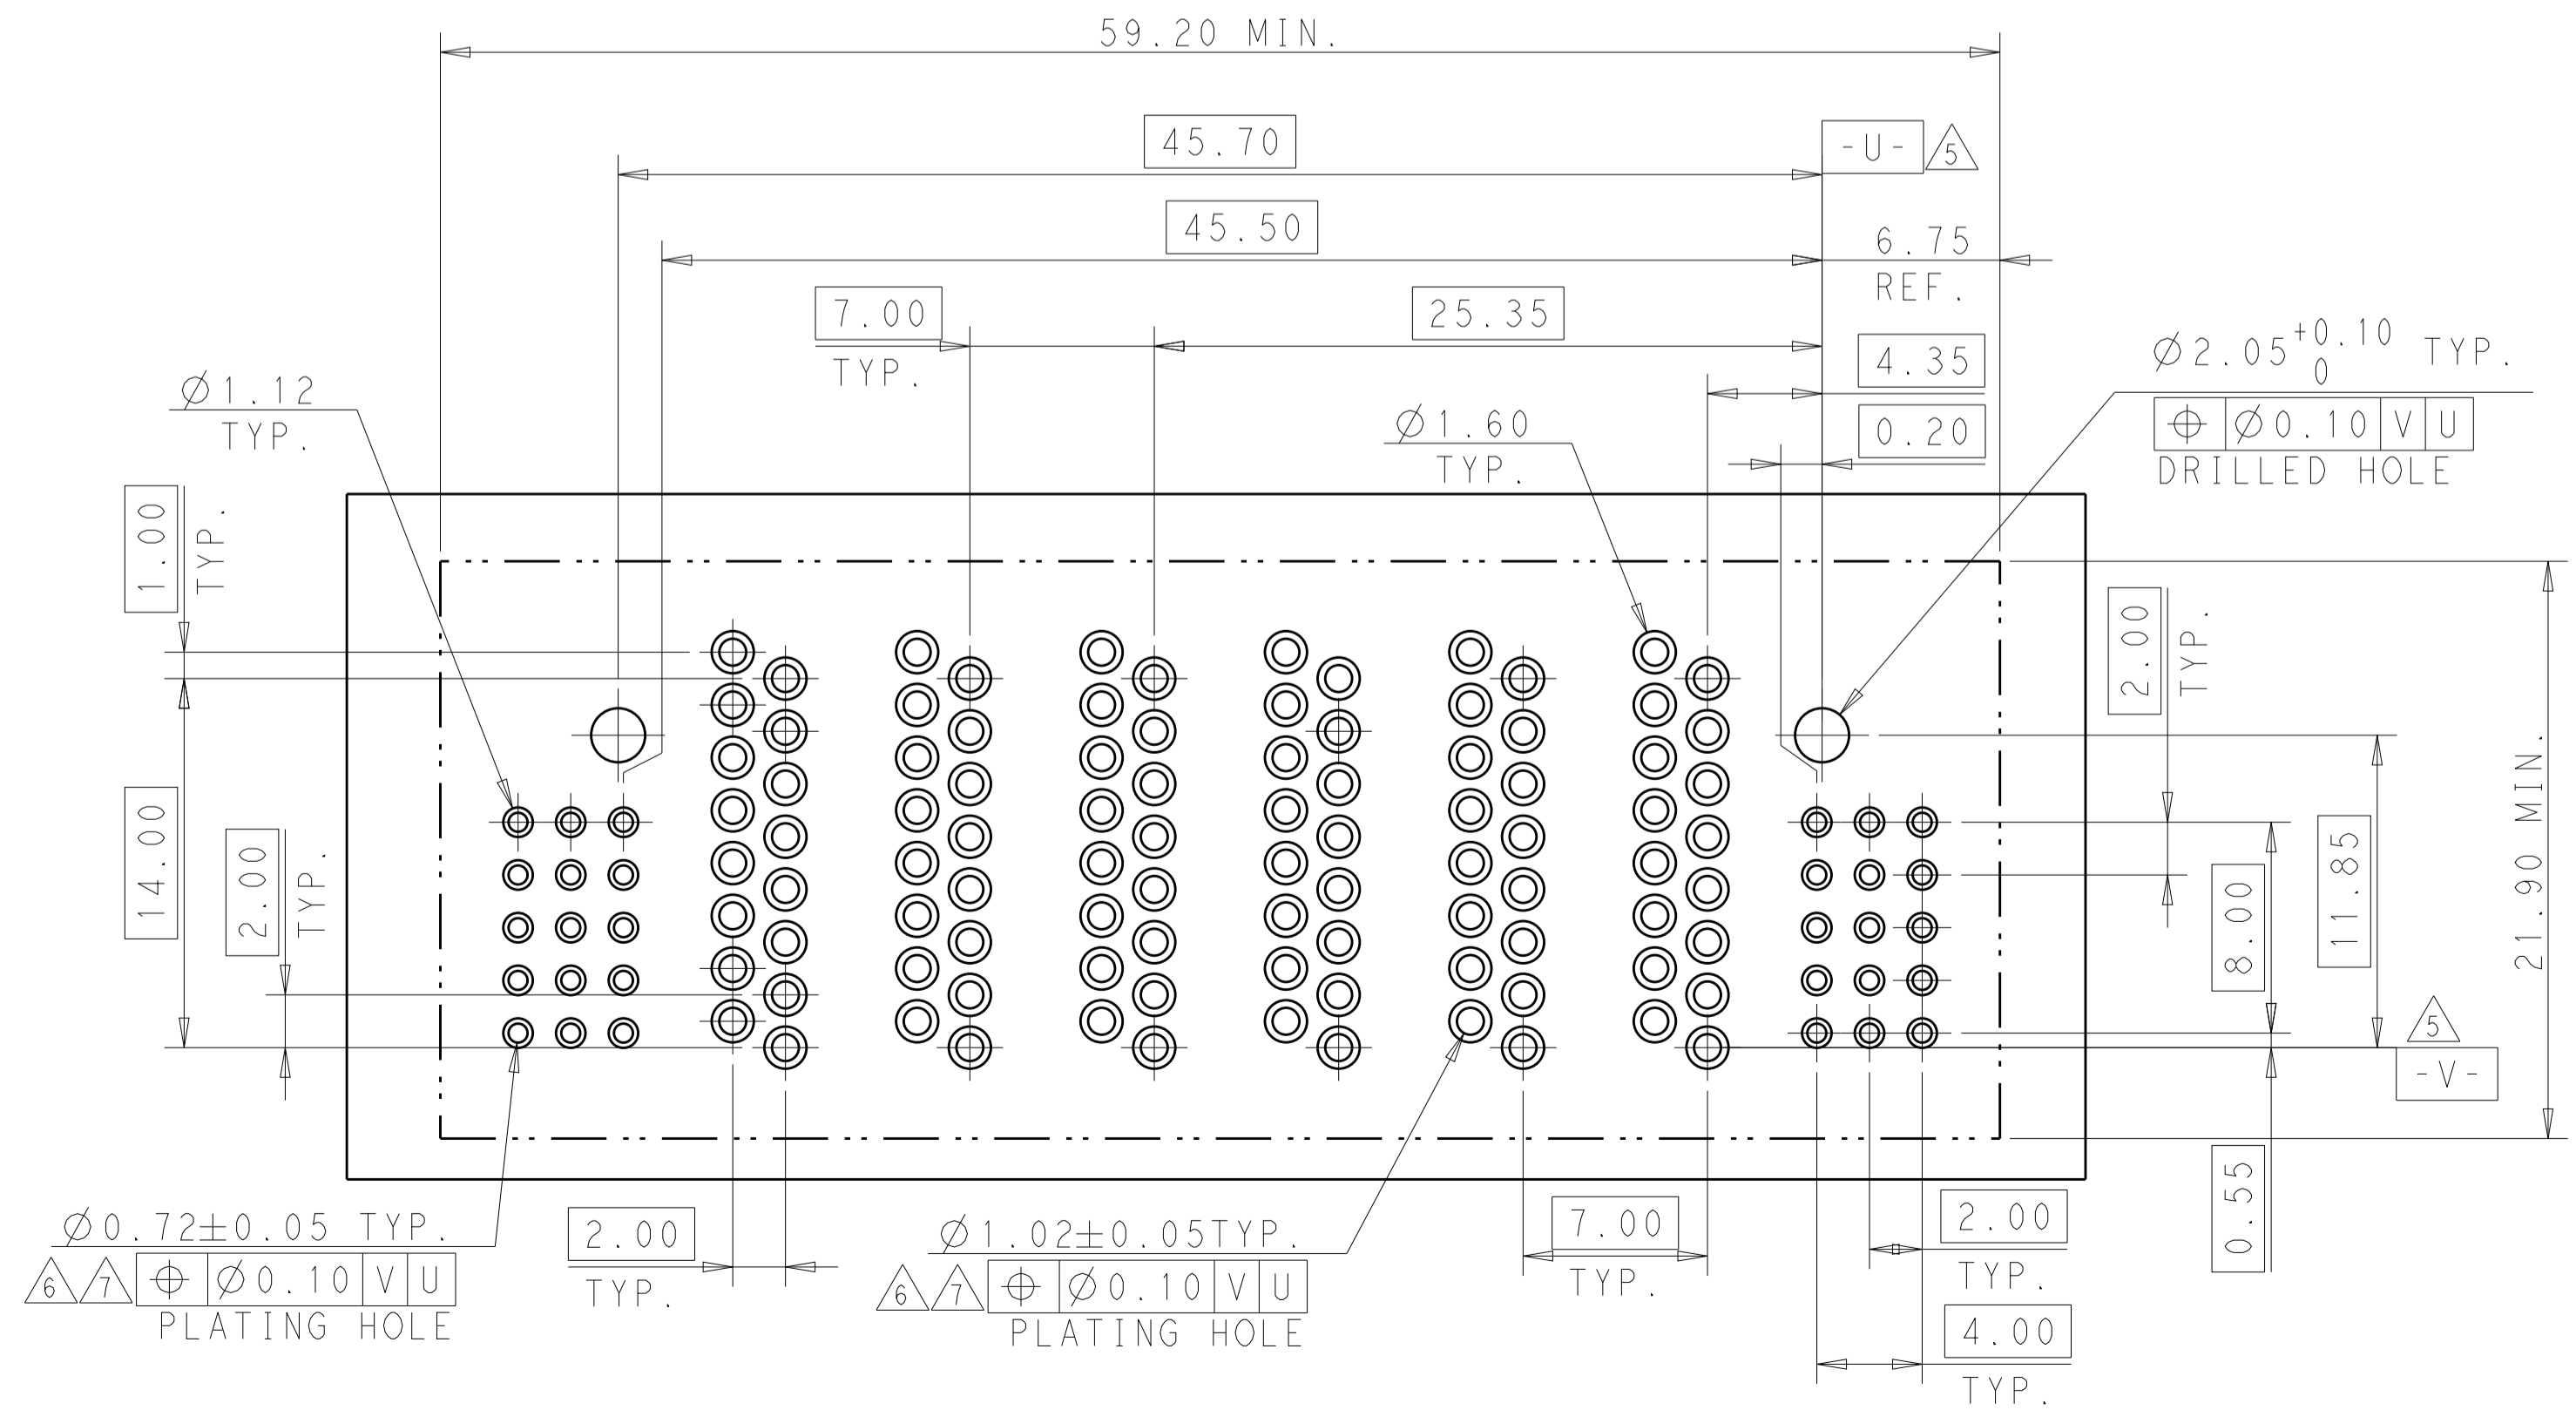 59.20 MIN.
45.70
-U-
5
45.50
6.75
REF.
7.00
TYP.
25.35
4.35
0.20
Ø2.05 +0.10 0 TYP.
⌖ Ø0.10 V U
DRILLED HOLE
Ø1.12
TYP.
Ø1.60
TYP.
1.00
TYP.
14.00
2.00
TYP.
2.00
TYP.
8.00
11.85
21.90 MIN.
5
-V-
0.55
Ø0.72±0.05 TYP.
6 7 ⌖ Ø0.10 V U
PLATING HOLE
2.00
TYP.
Ø1.02±0.05TYP.
6 7 ⌖ Ø0.10 V U
PLATING HOLE
7.00
TYP.
2.00
TYP.
4.00
TYP.